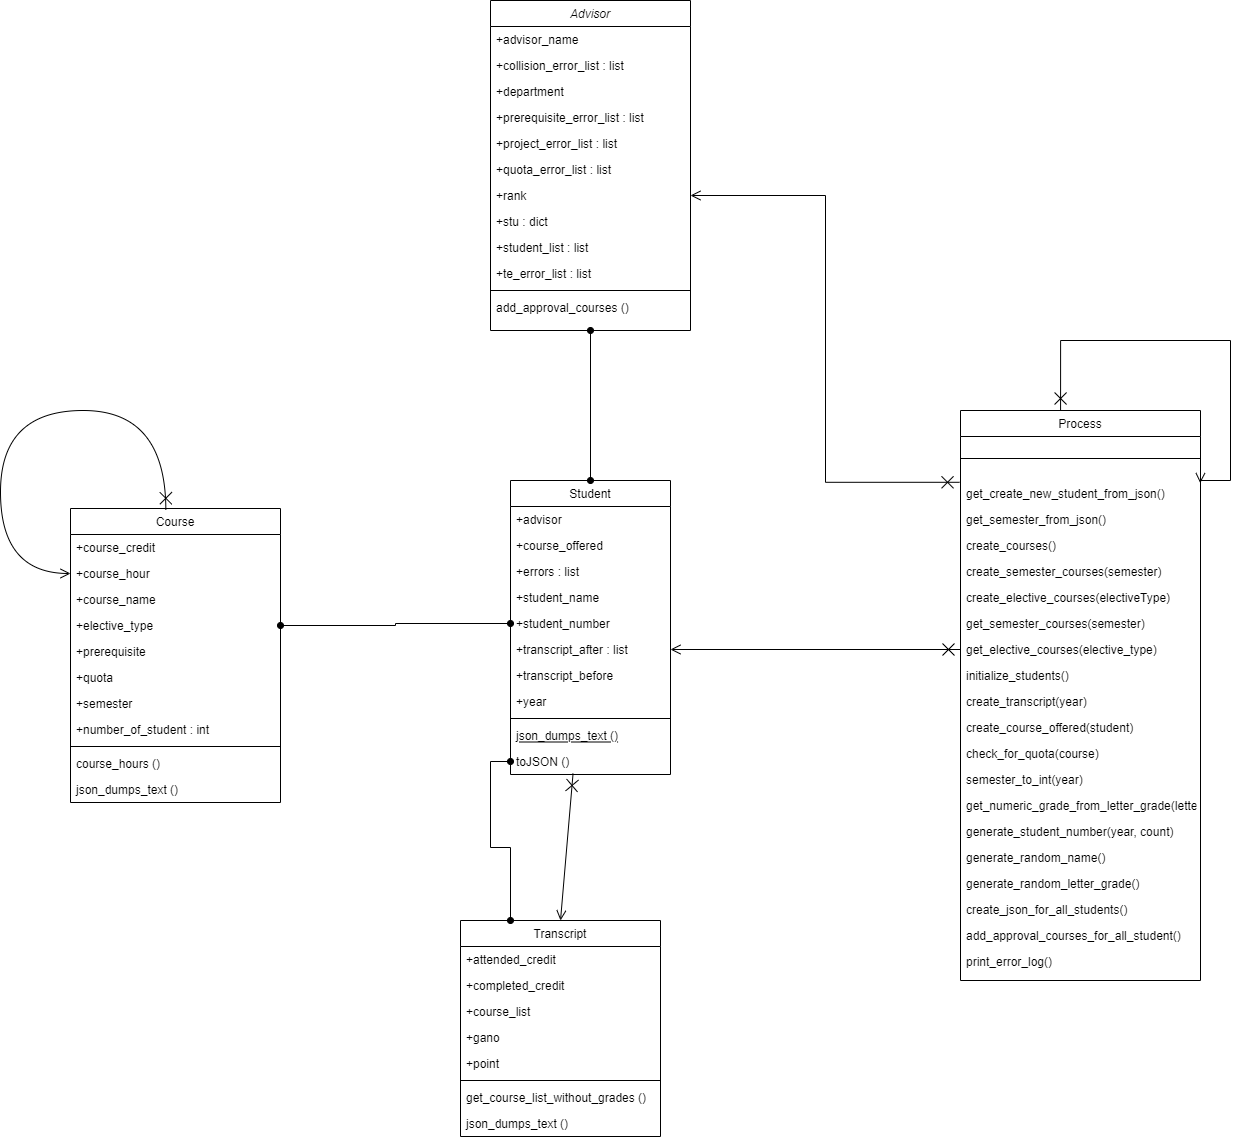 Advisor
+advisor_name
+collision_error_list : list
+department
+prerequisite_error_list : list
+project_error_list : list
+quota_error_list : list
+rank
+stu : dict
+student_list : list
+te_error_list : list
add_approval_courses ()
Process
get_create_new_student_from_json()
get_semester_from_json()
create_courses()
create_semester_courses(semester)
create_elective_courses(electiveType)
get_semester_courses(semester)
get_elective_courses(elective_type)
initialize_students()
create_transcript(year)
create_course_offered(student)
check_for_quota(course)
semester_to_int(year)
get_numeric_grade_from_letter_grade(lette
generate_student_number(year, count)
generate_random_name()
generate_random_letter_grade()
create_json_for_all_students()
add_approval_courses_for_all_student()
print_error_log()
Student
+advisor
+course_offered
+errors : list
+student_name
+student_number
+transcript_after : list
+transcript_before
+year
json_dumps_text ()
toJSON ()
Course
+course_credit
+course_hour
+course_name
+elective_type
+prerequisite
+quota
+semester
+number_of_student : int
course_hours ()
json_dumps_text ()
Transcript
+attended_credit
+completed_credit
+course_list
+gano
+point
get_course_list_without_grades ()
json_dumps_text ()